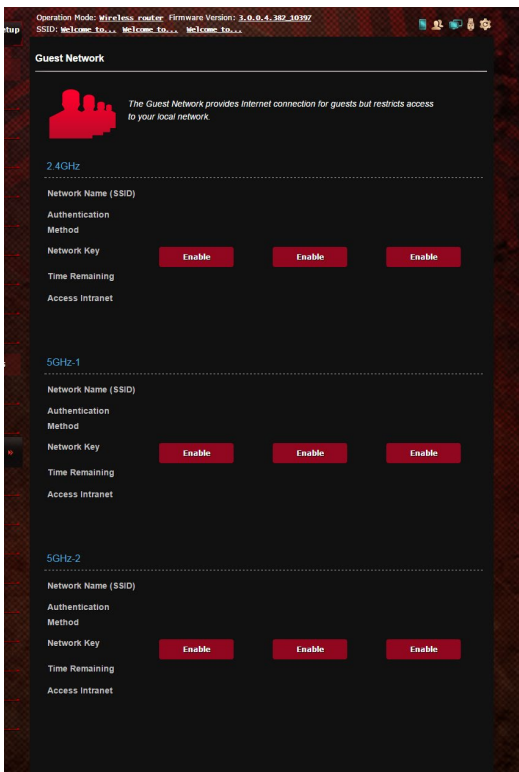 Operation Mode: Wireless router Firmware Version: 3.0.0.4.382_10397
etup SSID: Welcome to... Welcome to... Welcome to...
Guest Network
The Guest Network provides Internet connection for guests but restricts access
to your local network.
2.4GHz
Network Name (SSID)
Authentication
Method
Network Key Enable Enable Enable
Time Remaining
Access Intranet
5GHz-1
Network Name (SSID)
Authentication
Method
Network Key Enable Enable Enable
Time Remaining
Access Intranet
5GHz-2
Network Name (SSID)
Authentication
Method
Network Key Enable Enable Enable
Time Remaining
Access Intranet